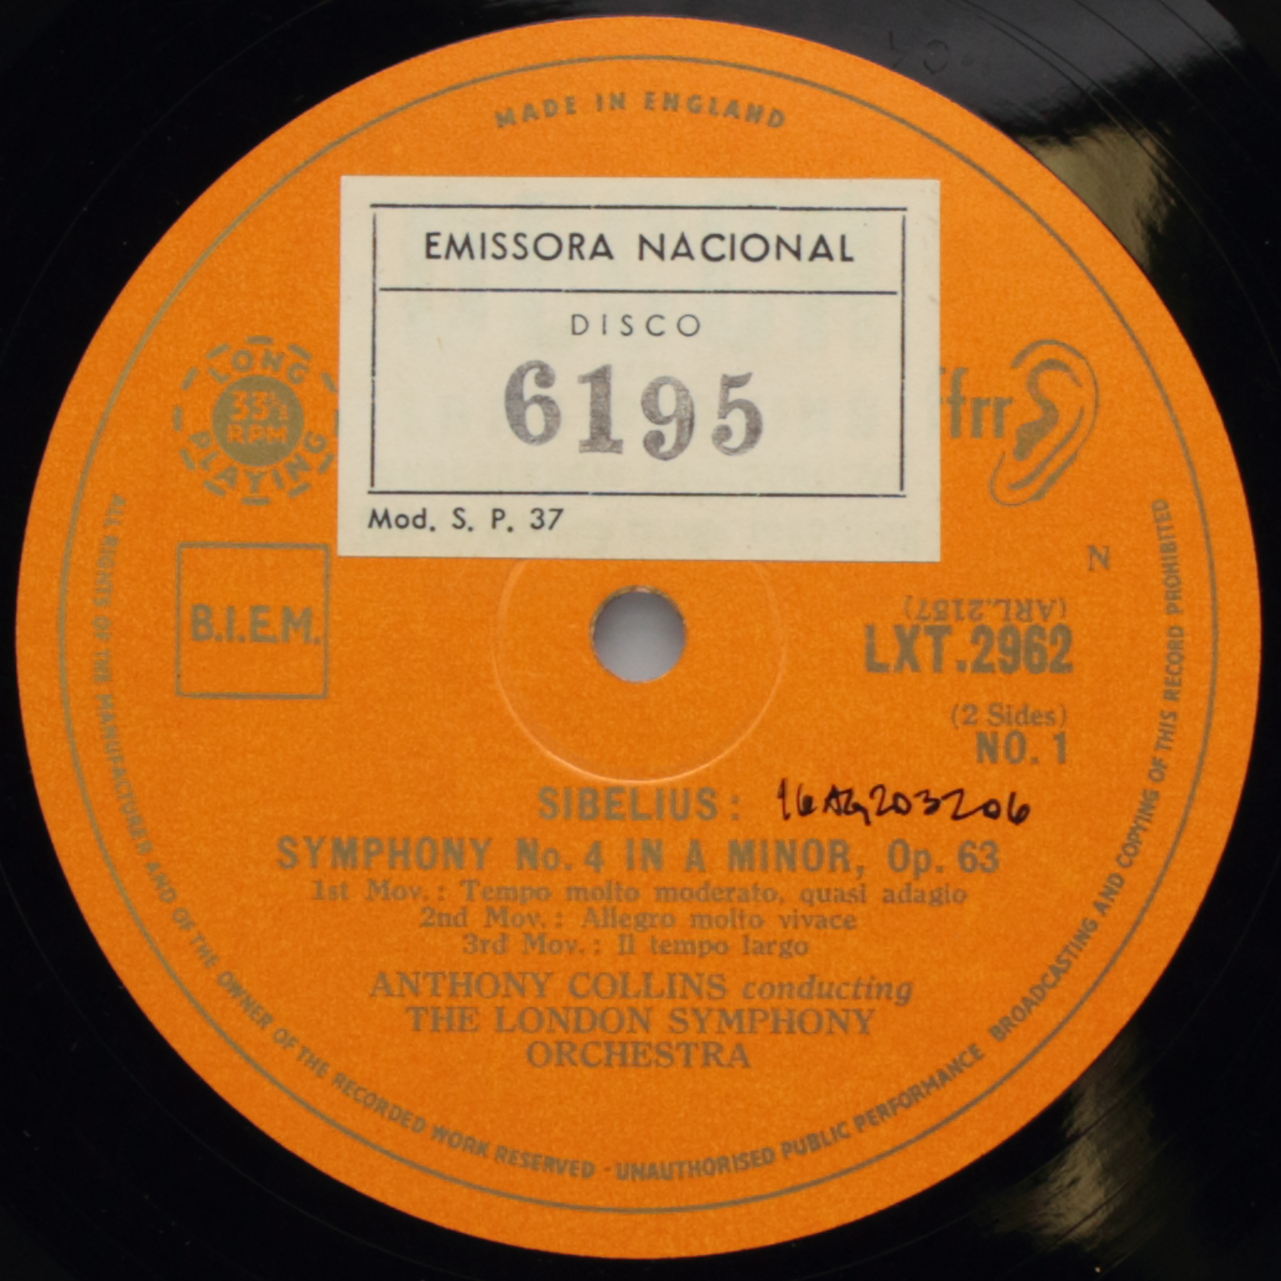 MADE IN ENGLAND
EMISSORA NACIONAL
DISCO
6195
Mod. S. P. 37
LONG
33⅓
RPM
PLAYING
ffrr
B.I.E.M.
N
(ARL.2187)
LXT.2962
(2 Sides)
NO. 1
SIBELIUS:
SYMPHONY No. 4 IN A MINOR, Op. 63
1st Mov.: Tempo molto moderato, quasi adagio
2nd Mov.: Allegro molto vivace
3rd Mov.: Il tempo largo
ANTHONY COLLINS conducting
THE LONDON SYMPHONY
ORCHESTRA
ALL RIGHTS OF THE MANUFACTURER AND OF THE OWNER OF THE RECORDED WORK RESERVED · UNAUTHORISED PUBLIC PERFORMANCE BROADCASTING AND COPYING OF THIS RECORD PROHIBITED